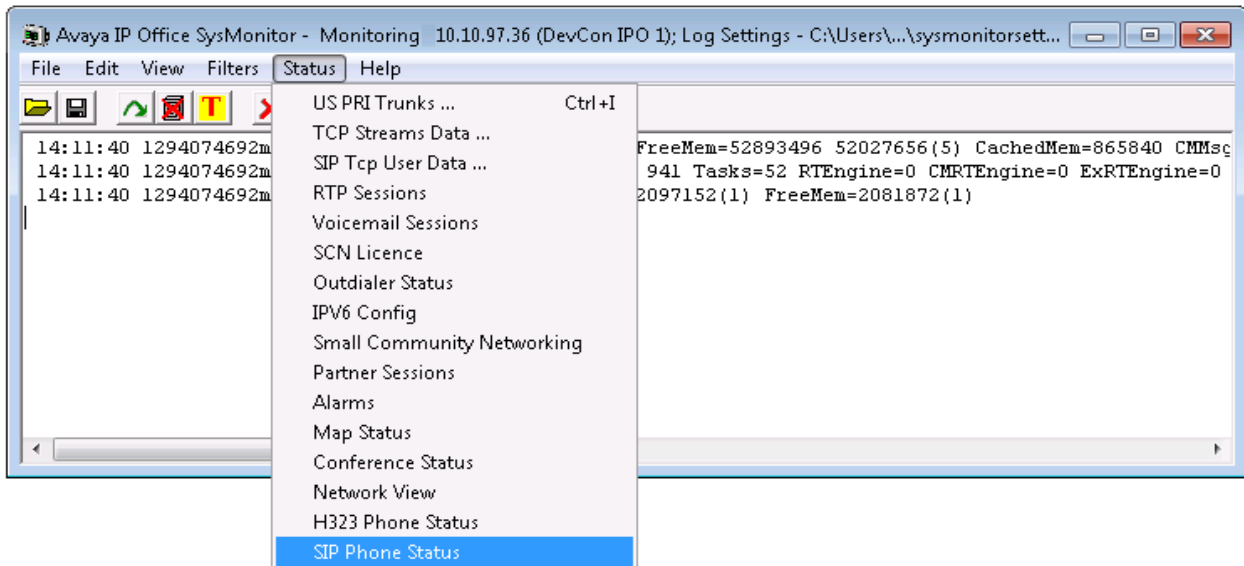 Avaya IP Office SysMonitor - Monitoring 10.10.97.36 (DevCon IPO 1); Log Settings - C:\Users\...\sysmonitorsett...
File Edit View Filters Status Help
T
US PRI Trunks ... Ctrl+I
TCP Streams Data ...
SIP Tcp User Data ...
RTP Sessions
Voicemail Sessions
SCN Licence
Outdialer Status
IPV6 Config
Small Community Networking
Partner Sessions
Alarms
Map Status
Conference Status
Network View
H323 Phone Status
SIP Phone Status
14:11:40 1294074692m FreeMem=52893496 52027656(5) CachedMem=865840 CMMsg
14:11:40 1294074692m 941 Tasks=52 RTEngine=0 CMRTEngine=0 ExRTEngine=0
14:11:40 1294074692m 2097152(1) FreeMem=2081872(1)